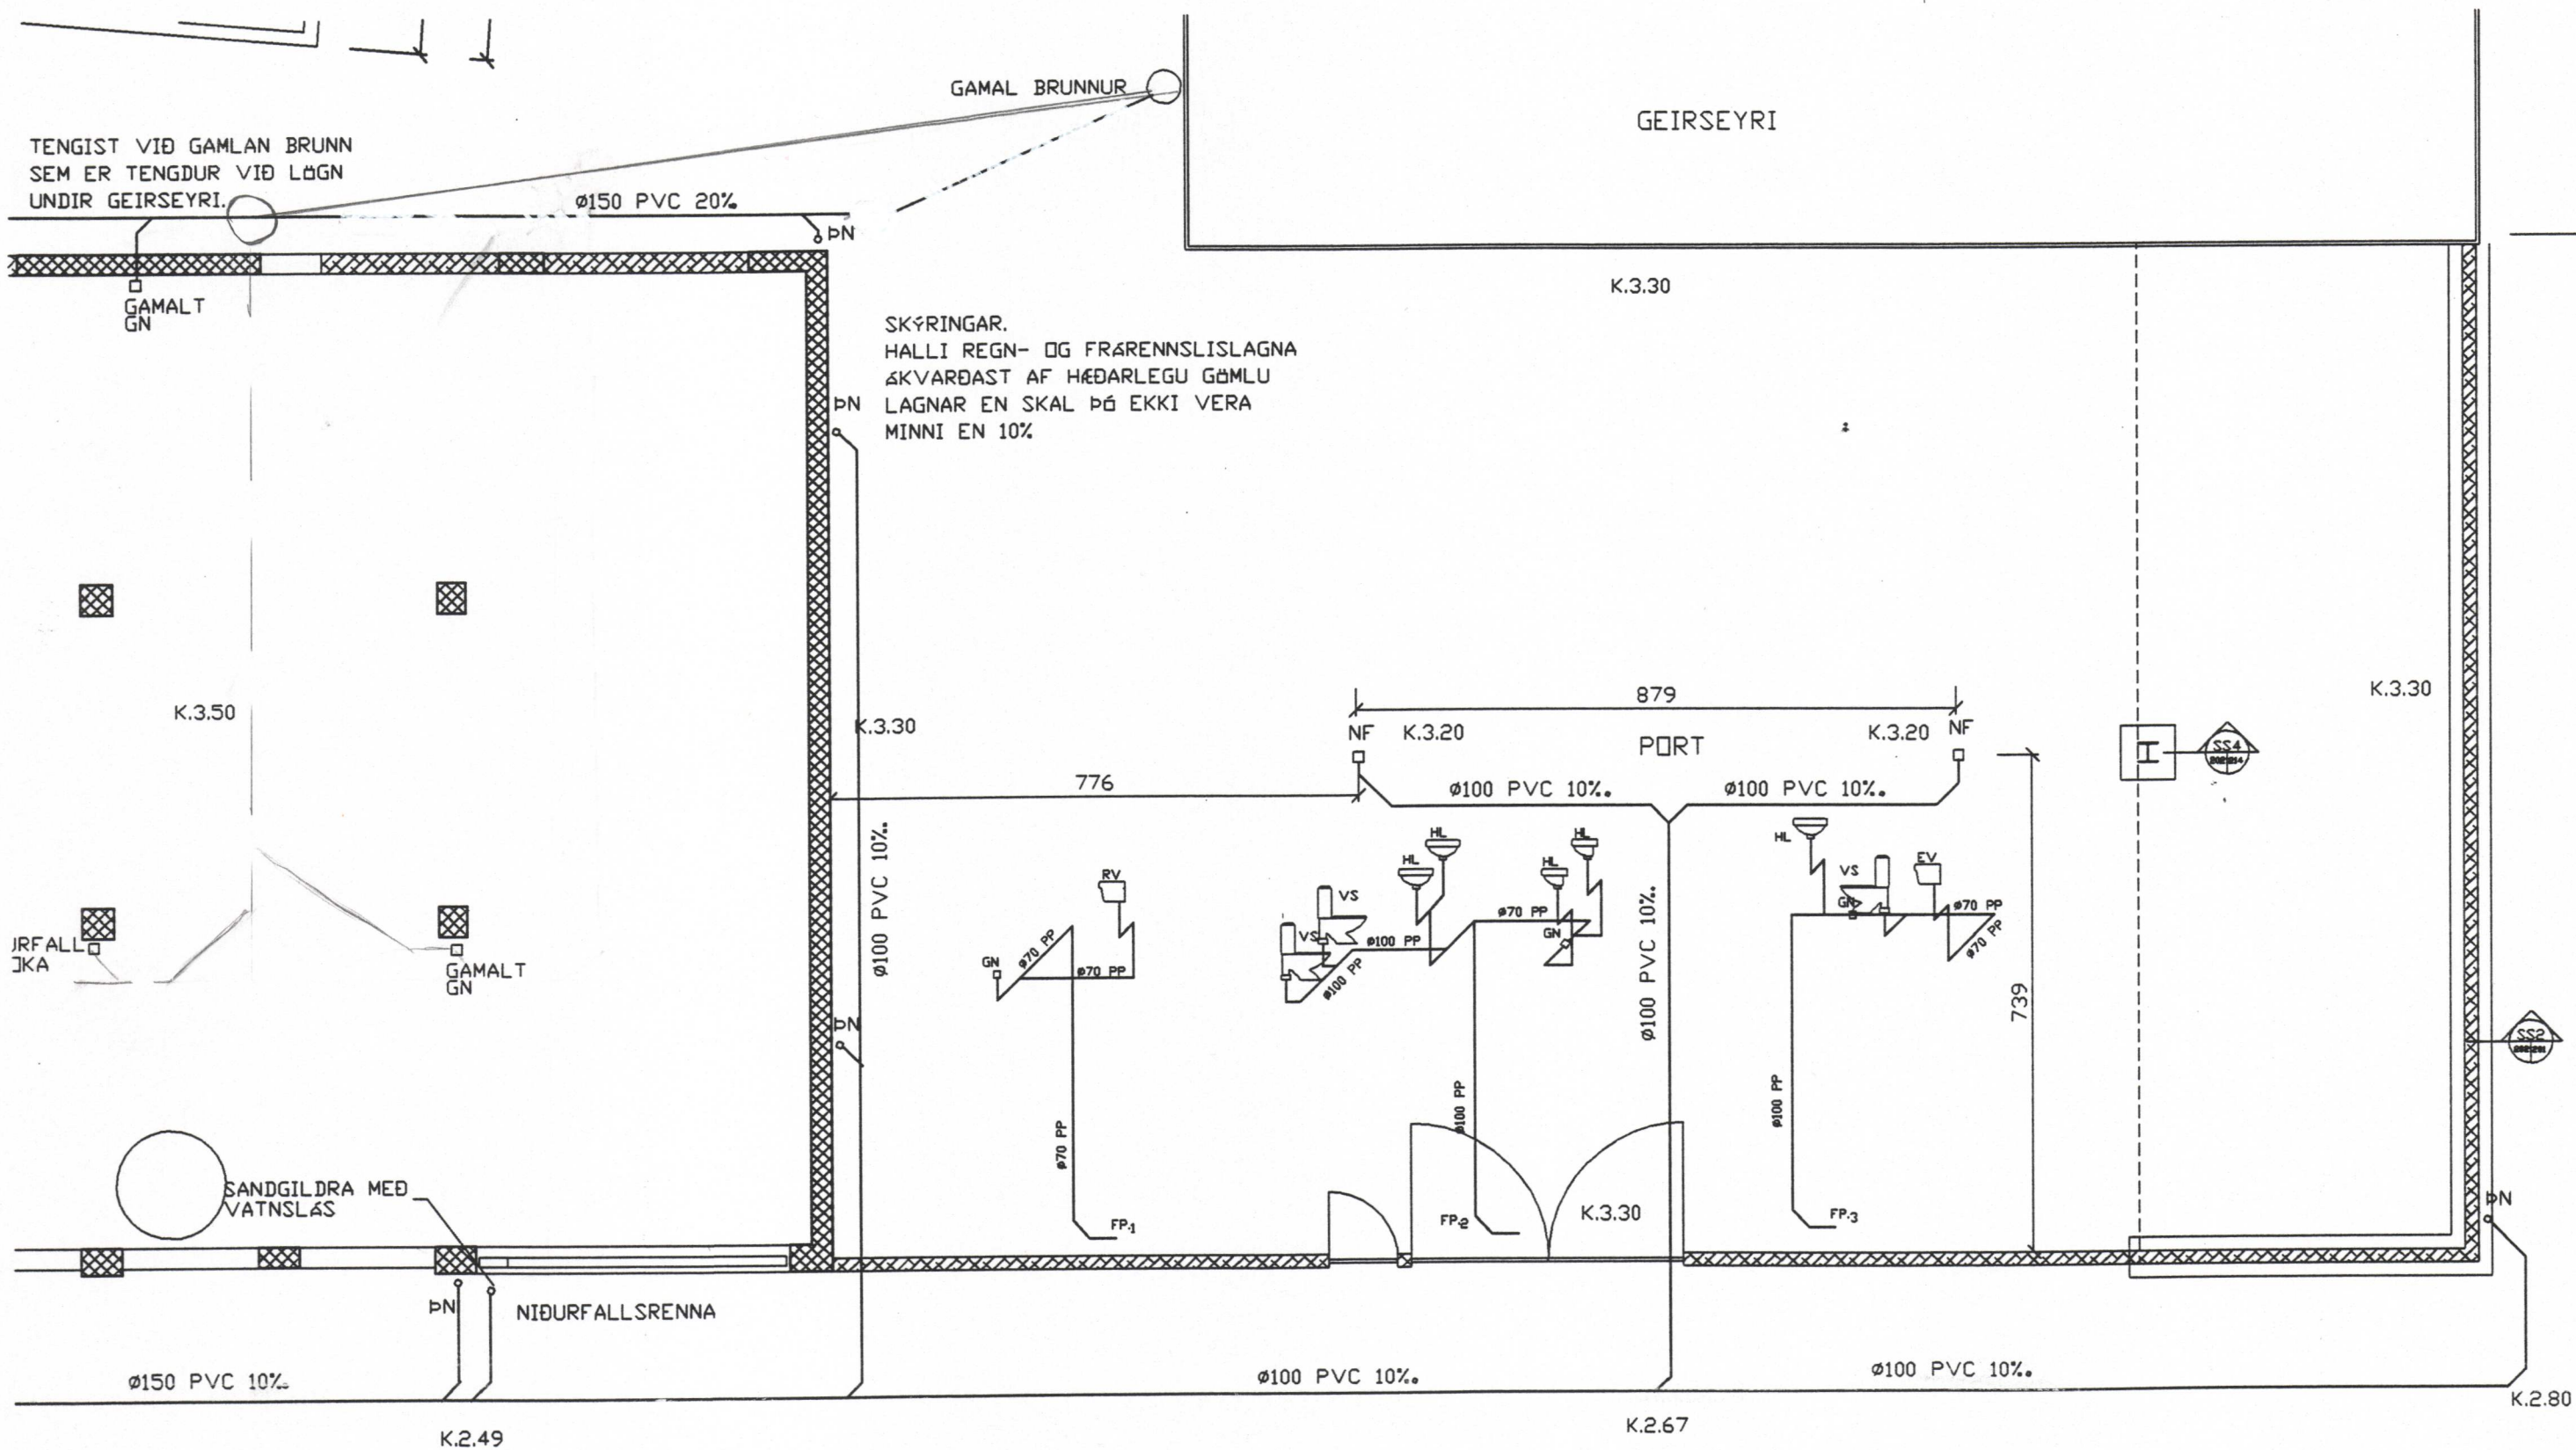 GAMAL BRUNNUR
GEIRSEYRI
TENGIST VIÐ GAMLAN BRUNN
SEM ER TENGDUR VIÐ LÖGN
UNDIR GEIRSEYRI.
Ø150 PVC 20‰
ÞN
GAMALT
GN
K.3.30
SKÝRINGAR.
HALLI REGN- OG FRÁRENNSLISLAGNA
ÁKVARÐAST AF HÆÐARLEGU GÖMLU
LAGNAR EN SKAL ÞÓ EKKI VERA
MINNI EN 10‰
ÞN
K.3.50
K.3.30
879
NF
K.3.20
PORT
K.3.20
NF
K.3.30
SS4
776
Ø100 PVC 10‰
Ø100 PVC 10‰
Ø100 PVC 10‰
RV
HL
HL
HL
HL
HL
VS
VS
VS
EV
GN
GN
GN
Ø70 PP
Ø70 PP
Ø100 PP
Ø100 PP
Ø70 PP
Ø70 PP
Ø70 PP
Ø100 PVC 10‰
739
URFALL
GAMALT
GN
ÞN
SS2
Ø70 PP
Ø100 PP
Ø100 PP
FP.1
FP.2
FP.3
K.3.30
SANDGILDRA MEÐ
VATNSLÁS
ÞN
ÞN
NIÐURFALLSRENNA
Ø150 PVC 10‰
Ø100 PVC 10‰
Ø100 PVC 10‰
K.2.49
K.2.67
K.2.80